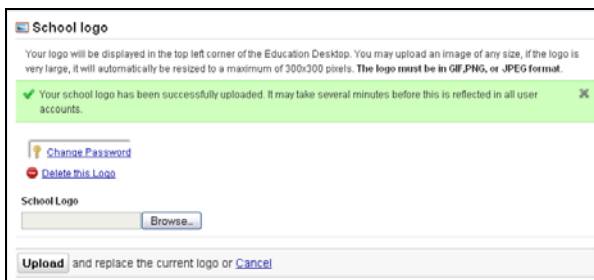 School logo
Your logo will be displayed in the top left corner of the Education Desktop. You may upload an image of any size, if the logo is
very large, it will automatically be resized to a maximum of 300x300 pixels. The logo must be in GIF,PNG, or JPEG format.
Your school logo has been successfully uploaded. It may take several minutes before this is reflected in all user
accounts.
Change Password
Delete this Logo
School Logo
Browse...
Upload and replace the current logo or Cancel